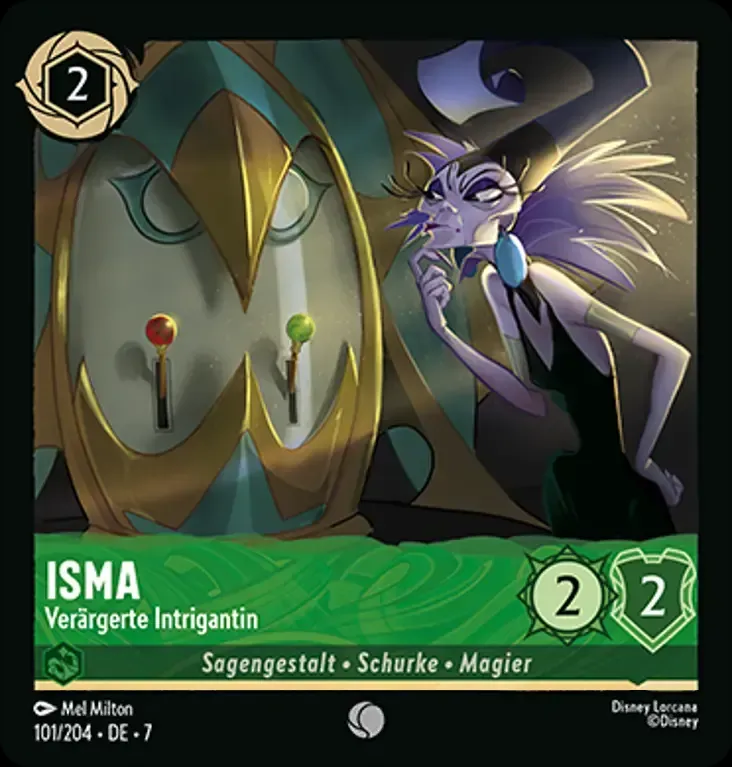 2
ISMA
Verärgerte Intrigantin
2
2
Sagengestalt • Schurke • Magier
Mel Milton
101/204 • DE • 7
Disney Lorcana
©Disney